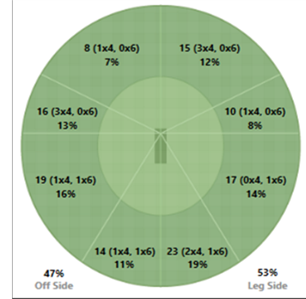 8 (1x4, 0x6)
7%
15 (3x4, 0x6)
12%
16 (3x4, 0x6)
13%
10 (1x4, 0x6)
8%
19 (1x4, 1x6)
16%
17 (0x4, 1x6)
14%
14 (1x4, 1x6)
11%
23 (2x4, 1x6)
19%
47%
Off Side
53%
Leg Side